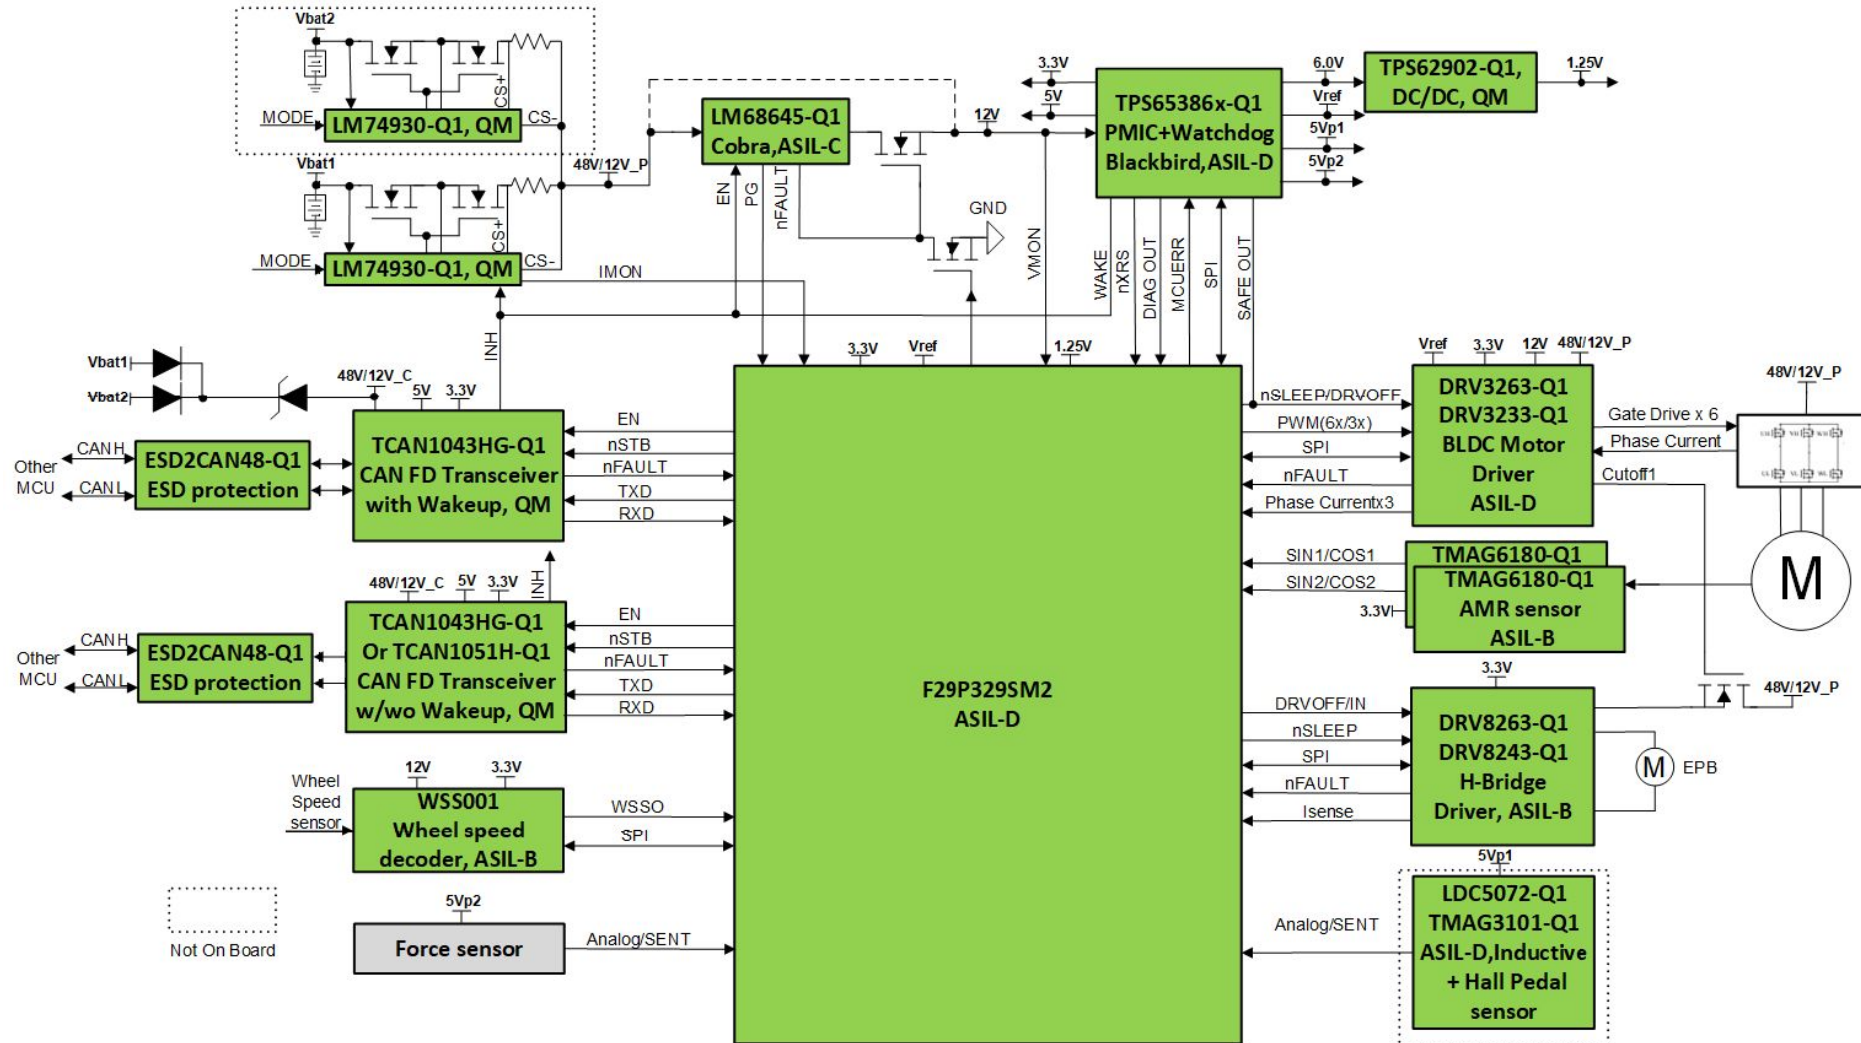 Vbat2
MODE
LM74930-Q1, QM
CS+
CS-
Vbat1
MODE
LM74930-Q1, QM
CS+
CS-
48V/12V_P
IMON
INH
LM68645-Q1
Cobra,ASIL-C
EN
PG
nFAULT
GND
12V
VMON
3.3V
5V
TPS65386x-Q1
PMIC+Watchdog
Blackbird,ASIL-D
6.0V
Vref
5Vp1
5Vp2
TPS62902-Q1,
DC/DC, QM
1.25V
WAKE
nXRS
DIAG OUT
MCUERR
SPI
SAFE OUT
Vbat1
Vbat2
48V/12V_C
5V
3.3V
Other
MCU
CANH
CANL
ESD2CAN48-Q1
ESD protection
TCAN1043HG-Q1
CAN FD Transceiver
with Wakeup, QM
EN
nSTB
nFAULT
TXD
RXD
48V/12V_C
5V
3.3V
INH
Other
MCU
CANH
CANL
ESD2CAN48-Q1
ESD protection
TCAN1043HG-Q1
Or TCAN1051H-Q1
CAN FD Transceiver
w/wo Wakeup, QM
EN
nSTB
nFAULT
TXD
RXD
Wheel
Speed
sensor
12V
3.3V
WSS001
Wheel speed
decoder, ASIL-B
WSSO
SPI
5Vp2
Force sensor
Analog/SENT
Not On Board
3.3V
Vref
1.25V
F29P329SM2
ASIL-D
nSLEEP/DRVOFF
PWM(6x/3x)
SPI
nFAULT
Phase Currentx3
Vref
3.3V
12V
48V/12V_P
DRV3263-Q1
DRV3233-Q1
BLDC Motor
Driver
ASIL-D
Gate Drive x 6
Phase Current
Cutoff1
48V/12V_P
M
SIN1/COS1
SIN2/COS2
3.3V
TMAG6180-Q1
TMAG6180-Q1
AMR sensor
ASIL-B
DRVOFF/IN
nSLEEP
SPI
nFAULT
Isense
3.3V
DRV8263-Q1
DRV8243-Q1
H-Bridge
Driver, ASIL-B
48V/12V_P
M
EPB
Analog/SENT
5Vp1
LDC5072-Q1
TMAG3101-Q1
ASIL-D,Inductive
+ Hall Pedal
sensor